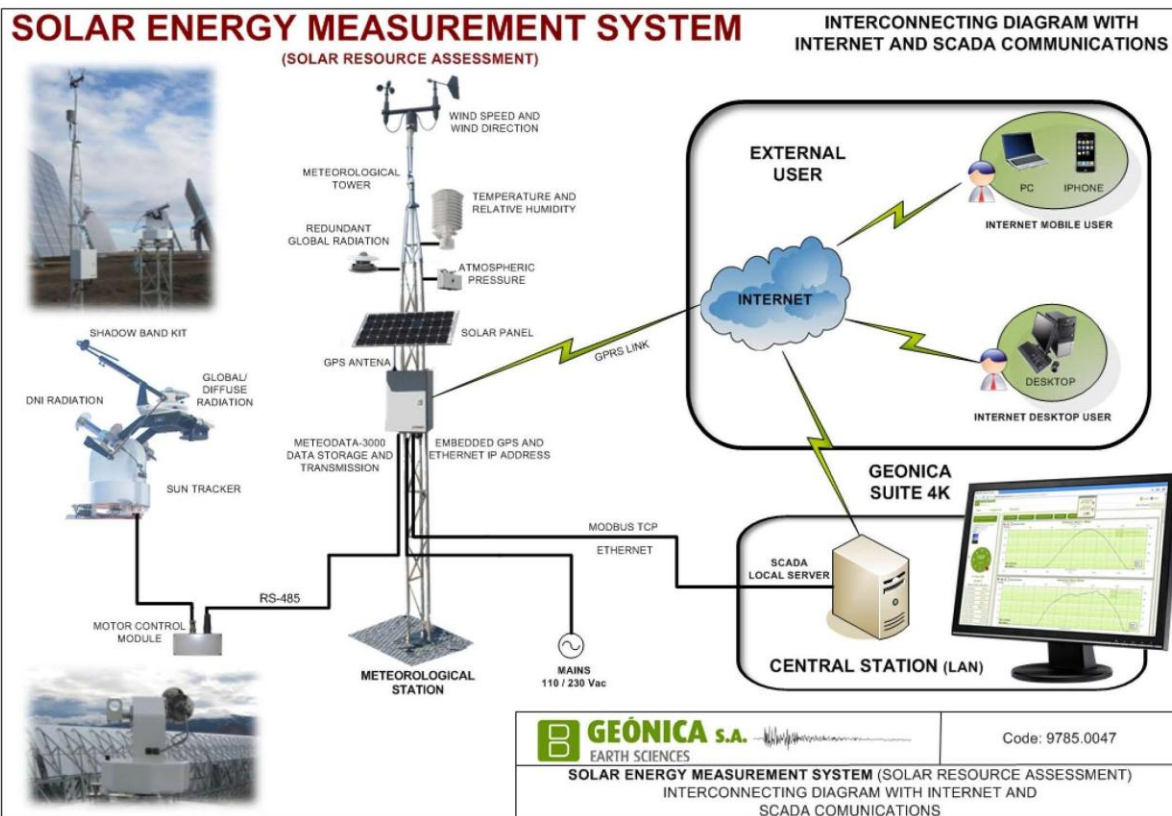 SOLAR ENERGY MEASUREMENT SYSTEM
(SOLAR RESOURCE ASSESSMENT)
INTERCONNECTING DIAGRAM WITH
INTERNET AND SCADA COMMUNICATIONS
WIND SPEED AND
WIND DIRECTION
METEOROLOGICAL
TOWER
TEMPERATURE AND
RELATIVE HUMIDITY
REDUNDANT
GLOBAL RADIATION
ATMOSPHERIC
PRESSURE
SOLAR PANEL
GPS ANTENA
GPRS LINK
SHADOW BAND KIT
DNI RADIATION
GLOBAL/
DIFFUSE
RADIATION
SUN TRACKER
METEODATA-3000
DATA STORAGE AND
TRANSMISSION
EMBEDDED GPS AND
ETHERNET IP ADDRESS
EXTERNAL
USER
PC
IPHONE
INTERNET MOBILE USER
INTERNET
DESKTOP
INTERNET DESKTOP USER
GEONICA
SUITE 4K
MODBUS TCP
ETHERNET
SCADA
LOCAL SERVER
RS-485
MOTOR CONTROL
MODULE
METEOROLOGICAL
STATION
MAINS
110 / 230 Vac
CENTRAL STATION (LAN)
GEÓNICA S.A.
EARTH SCIENCES
Code: 9785.0047
SOLAR ENERGY MEASUREMENT SYSTEM (SOLAR RESOURCE ASSESSMENT)
INTERCONNECTING DIAGRAM WITH INTERNET AND
SCADA COMUNICATIONS